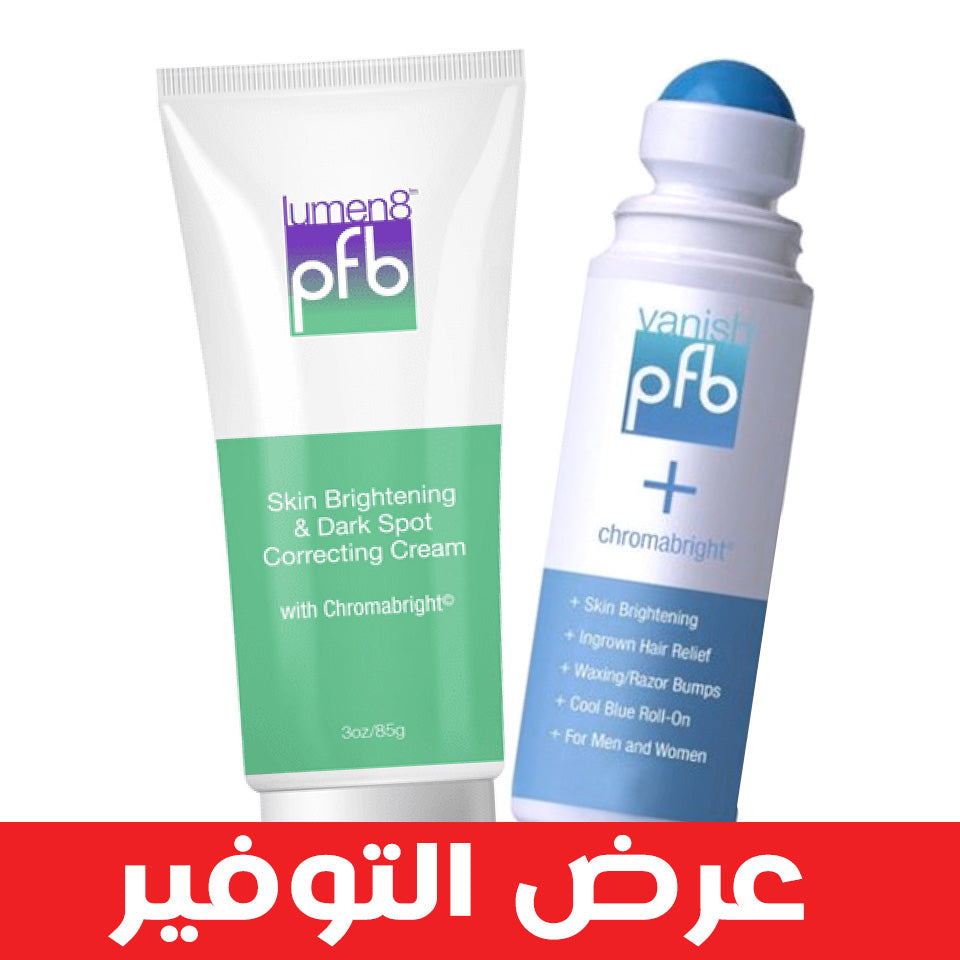 lumen8™
pfb
Skin Brightening
& Dark Spot
Correcting Cream
with Chromabright©
3oz/85g
vanish
pfb
+
chromabright©
+ Skin Brightening
+ Ingrown Hair Relief
+ Waxing/Razor Bumps
+ Cool Blue Roll-On
+ For Men and Women
عرض التوفير